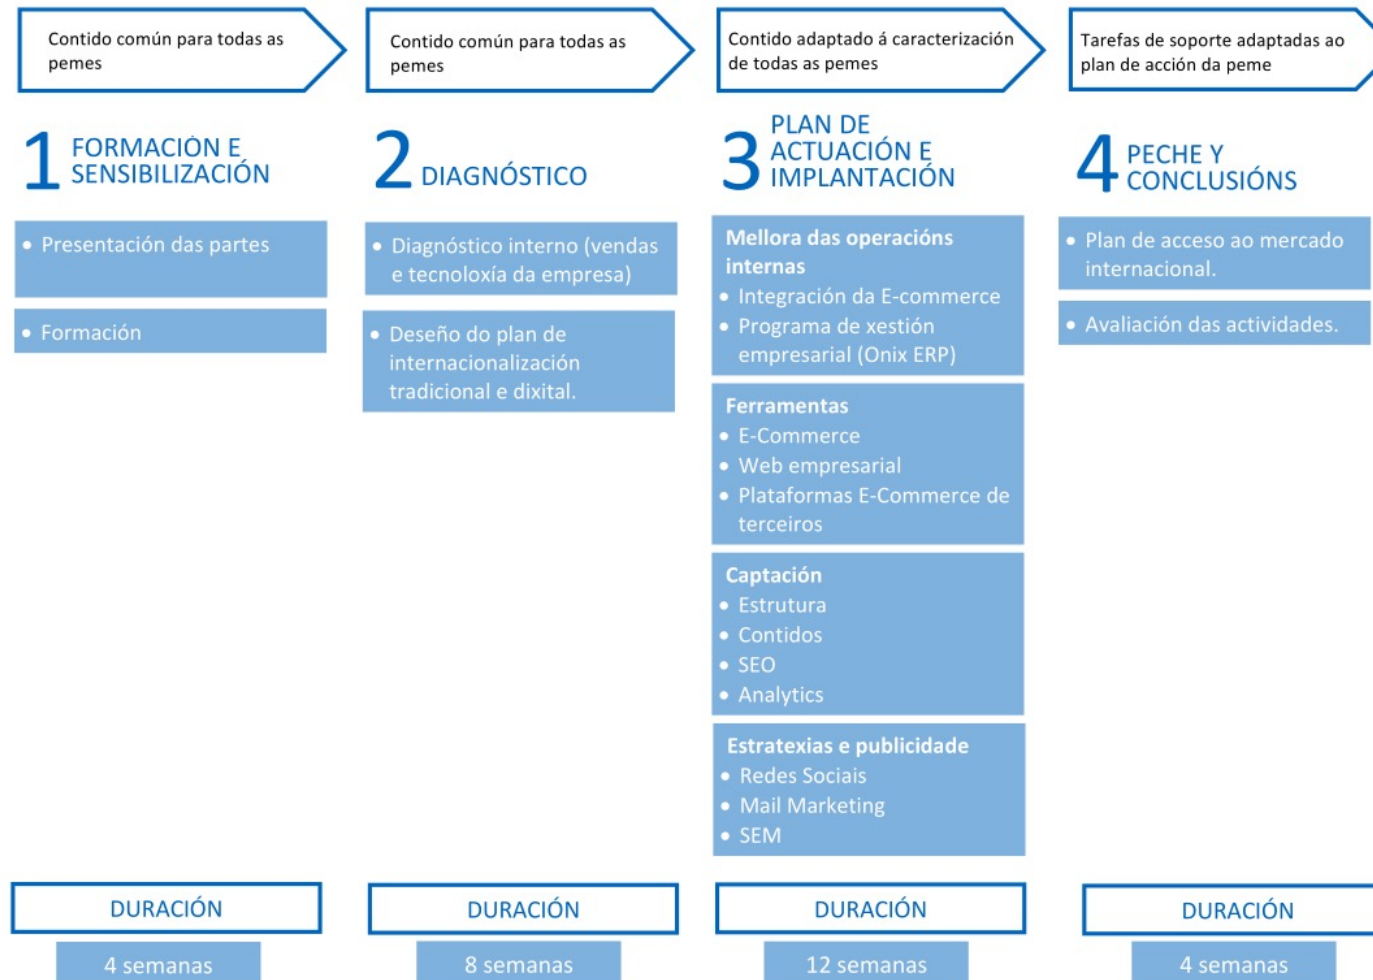 Contido común para todas as
pemes
Contido común para todas as
pemes
Contido adaptado á caracterización
de todas as pemes
Tarefas de soporte adaptadas ao
plan de acción da peme
1 FORMACIÓN E
SENSIBILIZACIÓN
2 DIAGNÓSTICO
3 PLAN DE
ACTUACIÓN E
IMPLANTACIÓN
4 PECHE Y
CONCLUSIÓNS
• Presentación das partes
• Formación
• Diagnóstico interno (vendas
e tecnoloxía da empresa)
• Deseño do plan de
internacionalización
tradicional e dixital.
Mellora das operacións
internas
• Integración da E-commerce
• Programa de xestión
empresarial (Onix ERP)
Ferramentas
• E-Commerce
• Web empresarial
• Plataformas E-Commerce de
terceiros
Captación
• Estrutura
• Contidos
• SEO
• Analytics
Estratexias e publicidade
• Redes Sociais
• Mail Marketing
• SEM
• Plan de acceso ao mercado
internacional.
• Avaliación das actividades.
DURACIÓN
4 semanas
DURACIÓN
8 semanas
DURACIÓN
12 semanas
DURACIÓN
4 semanas